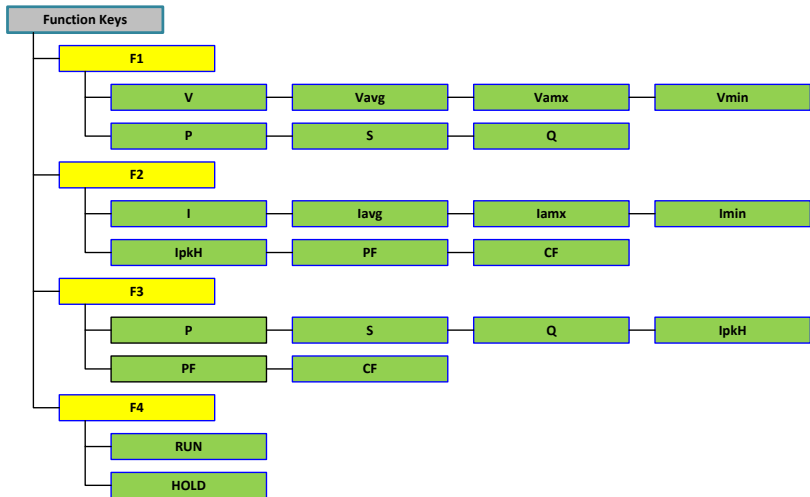 Function Keys
F1
V Vavg Vamx Vmin
P S Q
F2
I Iavg Iamx Imin
IpkH PF CF
F3
P S Q IpkH
PF CF
F4
RUN
HOLD